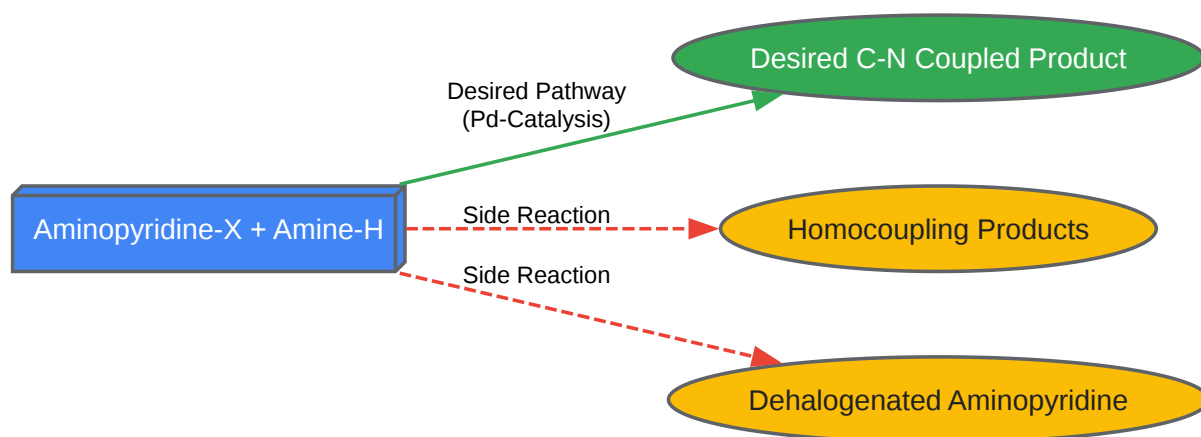 Desired C-N Coupled Product
Desired Pathway
(Pd-Catalysis)
Aminopyridine-X + Amine-H
Side Reaction
Homocoupling Products
Side Reaction
Dehalogenated Aminopyridine